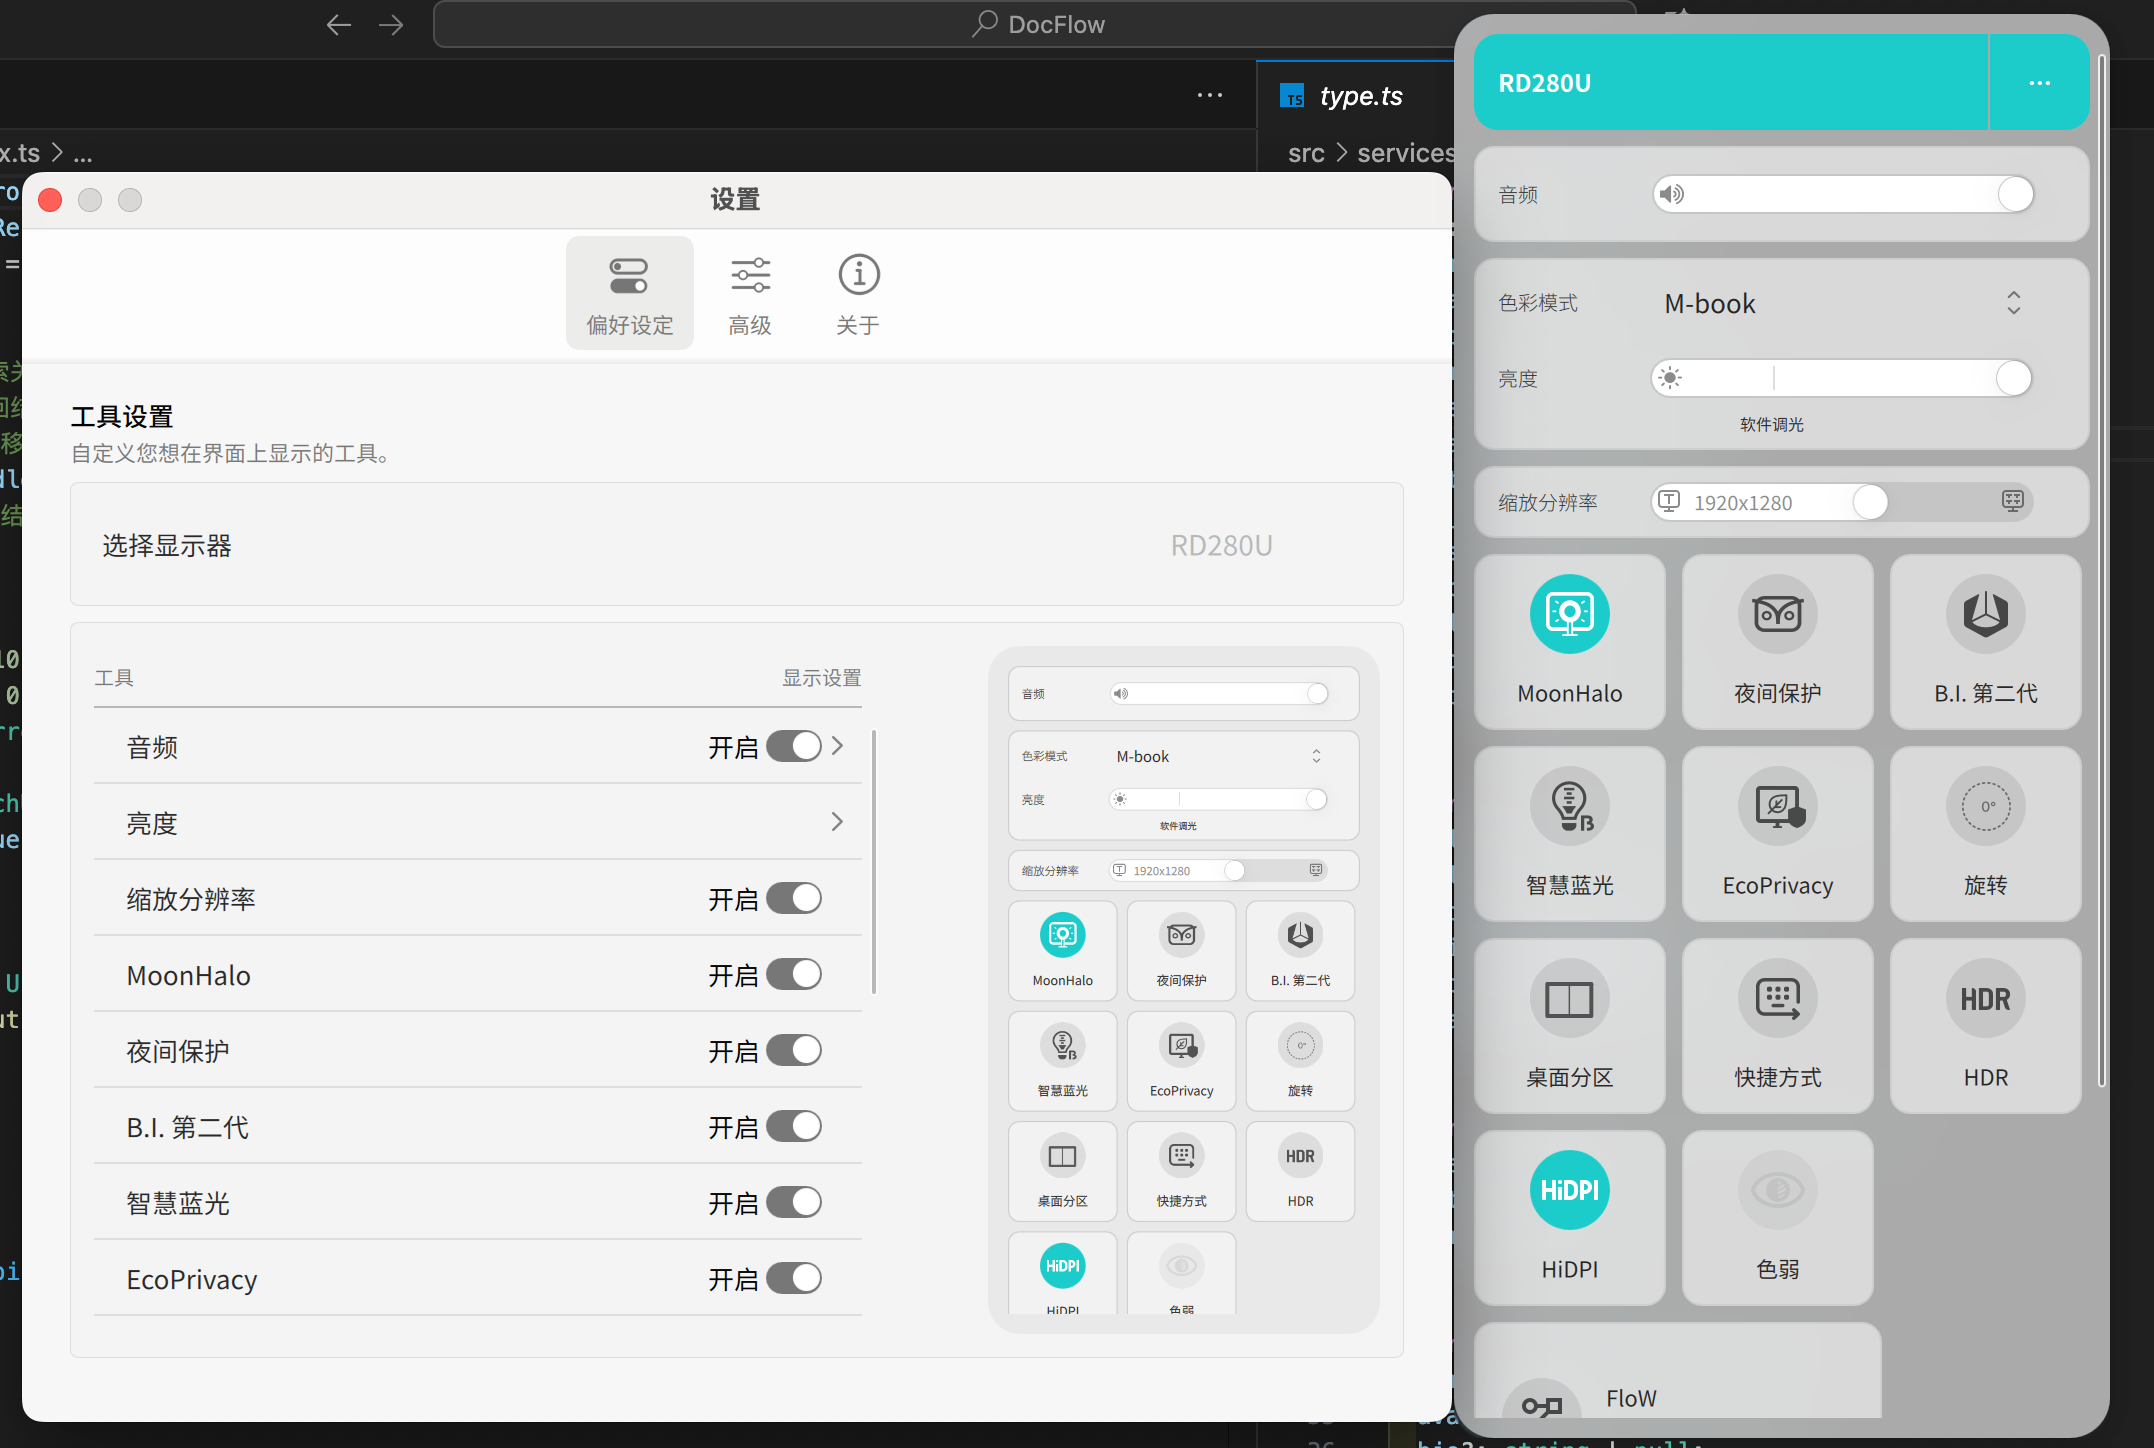 DocFlow
type.ts
x.ts > ...
src > services
设置
偏好设定
高级
关于
工具设置
自定义您想在界面上显示的工具。
选择显示器
RD280U
工具
显示设置
音频
开启
亮度
缩放分辨率
开启
MoonHalo
开启
夜间保护
开启
B.I. 第二代
开启
智慧蓝光
开启
EcoPrivacy
开启
音频
色彩模式
M-book
亮度
软件调光
缩放分辨率
1920x1280
MoonHalo
夜间保护
B.I. 第二代
智慧蓝光
EcoPrivacy
0°
旋转
桌面分区
快捷方式
HDR
HDR
HiDPI
HiDPI
色弱
RD280U
...
音频
色彩模式
M-book
亮度
软件调光
缩放分辨率
1920x1280
MoonHalo
夜间保护
B.I. 第二代
智慧蓝光
EcoPrivacy
0°
旋转
桌面分区
快捷方式
HDR
HDR
HiDPI
HiDPI
色弱
FloW